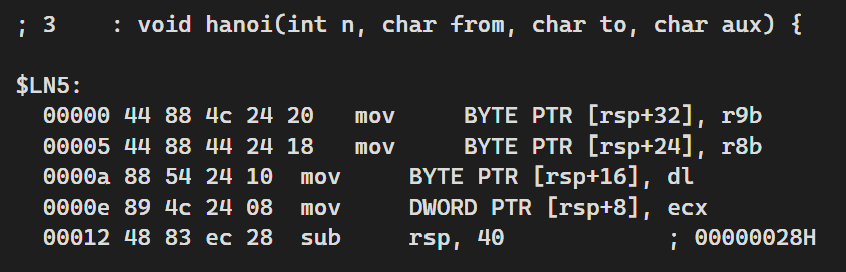 ; 3    : void hanoi(int n, char from, char to, char aux) {
$LN5:
00000 44 88 4c 24 20   mov     BYTE PTR [rsp+32], r9b
00005 44 88 44 24 18   mov     BYTE PTR [rsp+24], r8b
0000a 88 54 24 10  mov     BYTE PTR [rsp+16], dl
0000e 89 4c 24 08  mov     DWORD PTR [rsp+8], ecx
00012 48 83 ec 28  sub     rsp, 40            ; 00000028H